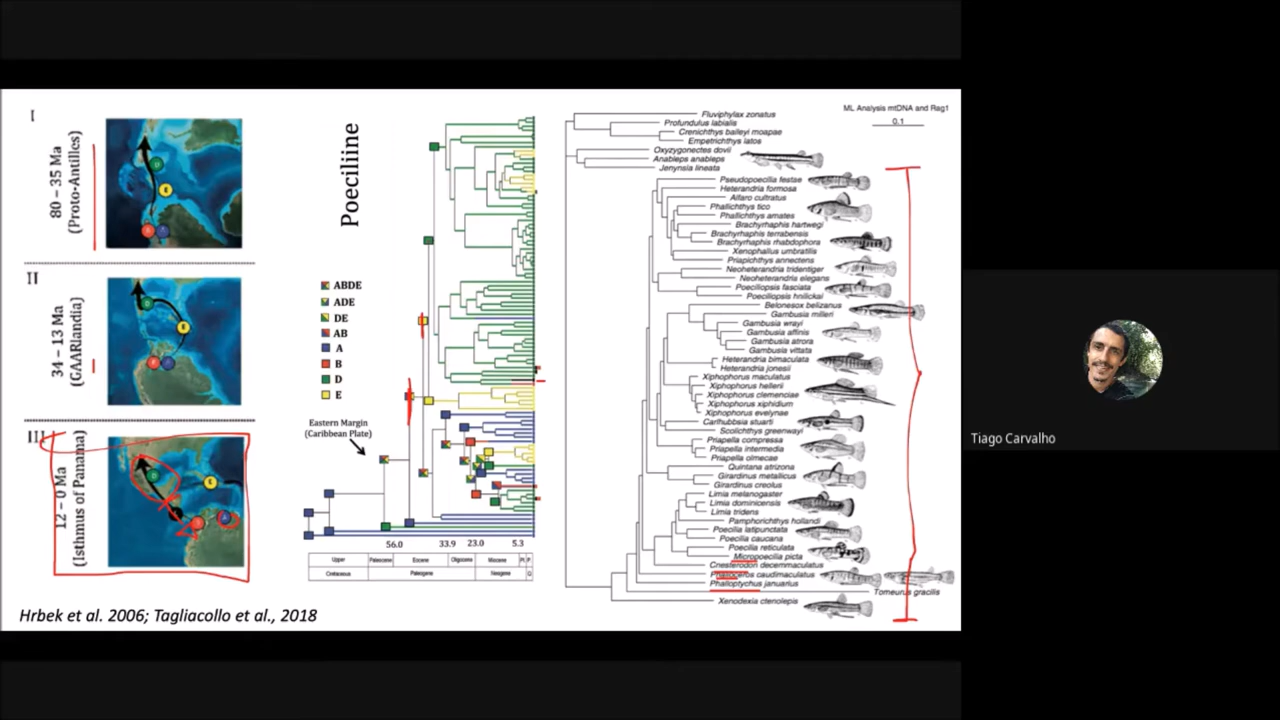 I
80 – 35 Ma
(Proto-Antilles)
II
34 – 13 Ma
(GAARlandia)
III
12 – 0 Ma
(Isthmus of Panama)
Poeciliine
ABDE
ADE
DE
AB
A
B
D
E
Eastern Margin
(Caribbean Plate)
56.0 33.9 23.0 5.3
Upper Paleocene Eocene Oligocene Miocene Pl P
Cretaceous Paleogene Neogene Q
ML Analysis mtDNA and Rag1
0.1
Fluviphylax zonatus
Profundulus labialis
Crenichthys baileyi moapae
Empetrichthys latos
Oxyzygonectes dovii
Anableps anableps
Jenynsia lineata
Pseudopoecilia festae
Heterandria formosa
Alfaro cultratus
Phallichthys tico
Phallichthys amates
Brachyrhaphis hartwegi
Brachyrhaphis terrabensis
Brachyrhaphis rhabdophora
Xenophallus umbratilis
Priapichthys annectens
Neoheterandria tridentiger
Neoheterandria elegans
Poeciliopsis fasciata
Poeciliopsis hnilickai
Belonesox belizanus
Gambusia milleri
Gambusia wrayi
Gambusia affinis
Gambusia atrora
Gambusia vittata
Heterandria bimaculata
Heterandria jonesii
Xiphophorus maculatus
Xiphophorus hellerii
Xiphophorus clemenciae
Xiphophorus xiphidium
Xiphophorus evelynae
Carlhubbsia stuarti
Scolichthys greenwayi
Priapella compressa
Priapella intermedia
Priapella olmecae
Quintana atrizona
Girardinus metallicus
Girardinus creolus
Limia melanogaster
Limia dominicensis
Limia tridens
Pamphorichthys hollandi
Poecilia latipunctata
Poecilia caucana
Poecilia reticulata
Micropoecilia picta
Cnesterodon decemmaculatus
Phalloceros caudimaculatus
Phalloptychus januarius
Tomeurus gracilis
Xenodexia ctenolepis
Hrbek et al. 2006; Tagliacollo et al., 2018
Tiago Carvalho